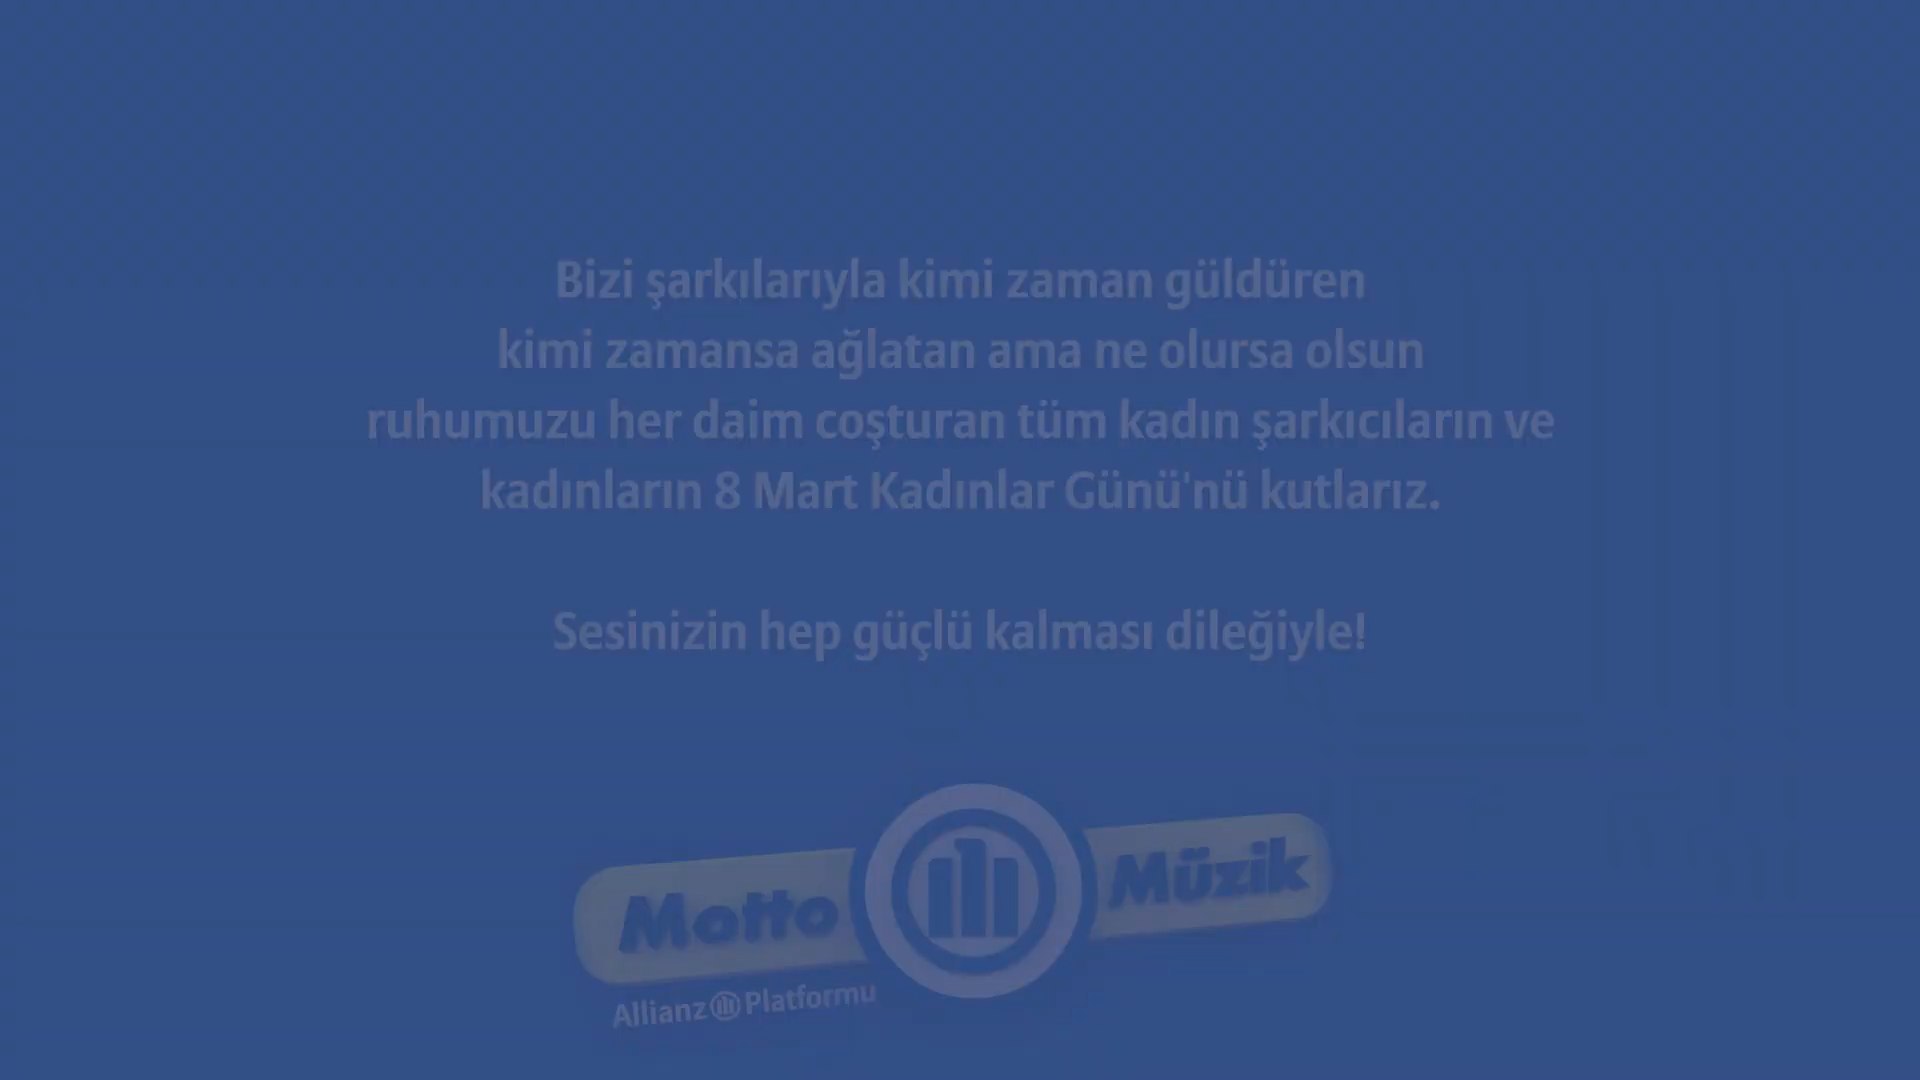 Bizi şarkılarıyla kimi zaman güldüren
kimi zamansa ağlatan ama ne olursa olsun
ruhumuzu her daim coşturan tüm kadın şarkıcıların ve
kadınların 8 Mart Kadınlar Günü'nü kutlarız.
Sesinizin hep güçlü kalması dileğiyle!
Motto Müzik
Allianz Platformu